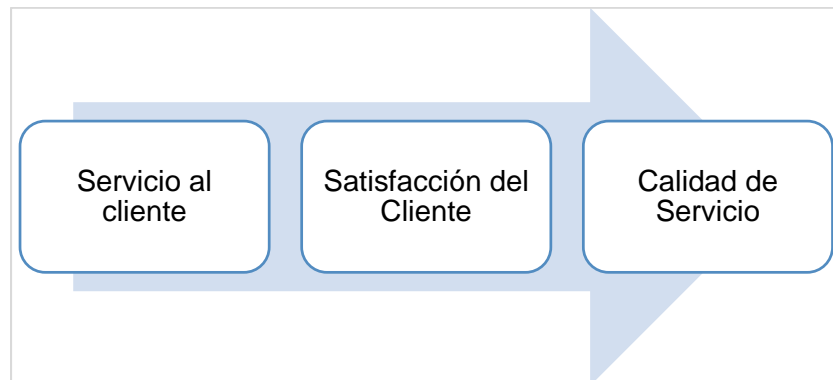 Servicio al
cliente
Satisfacción del
Cliente
Calidad de
Servicio